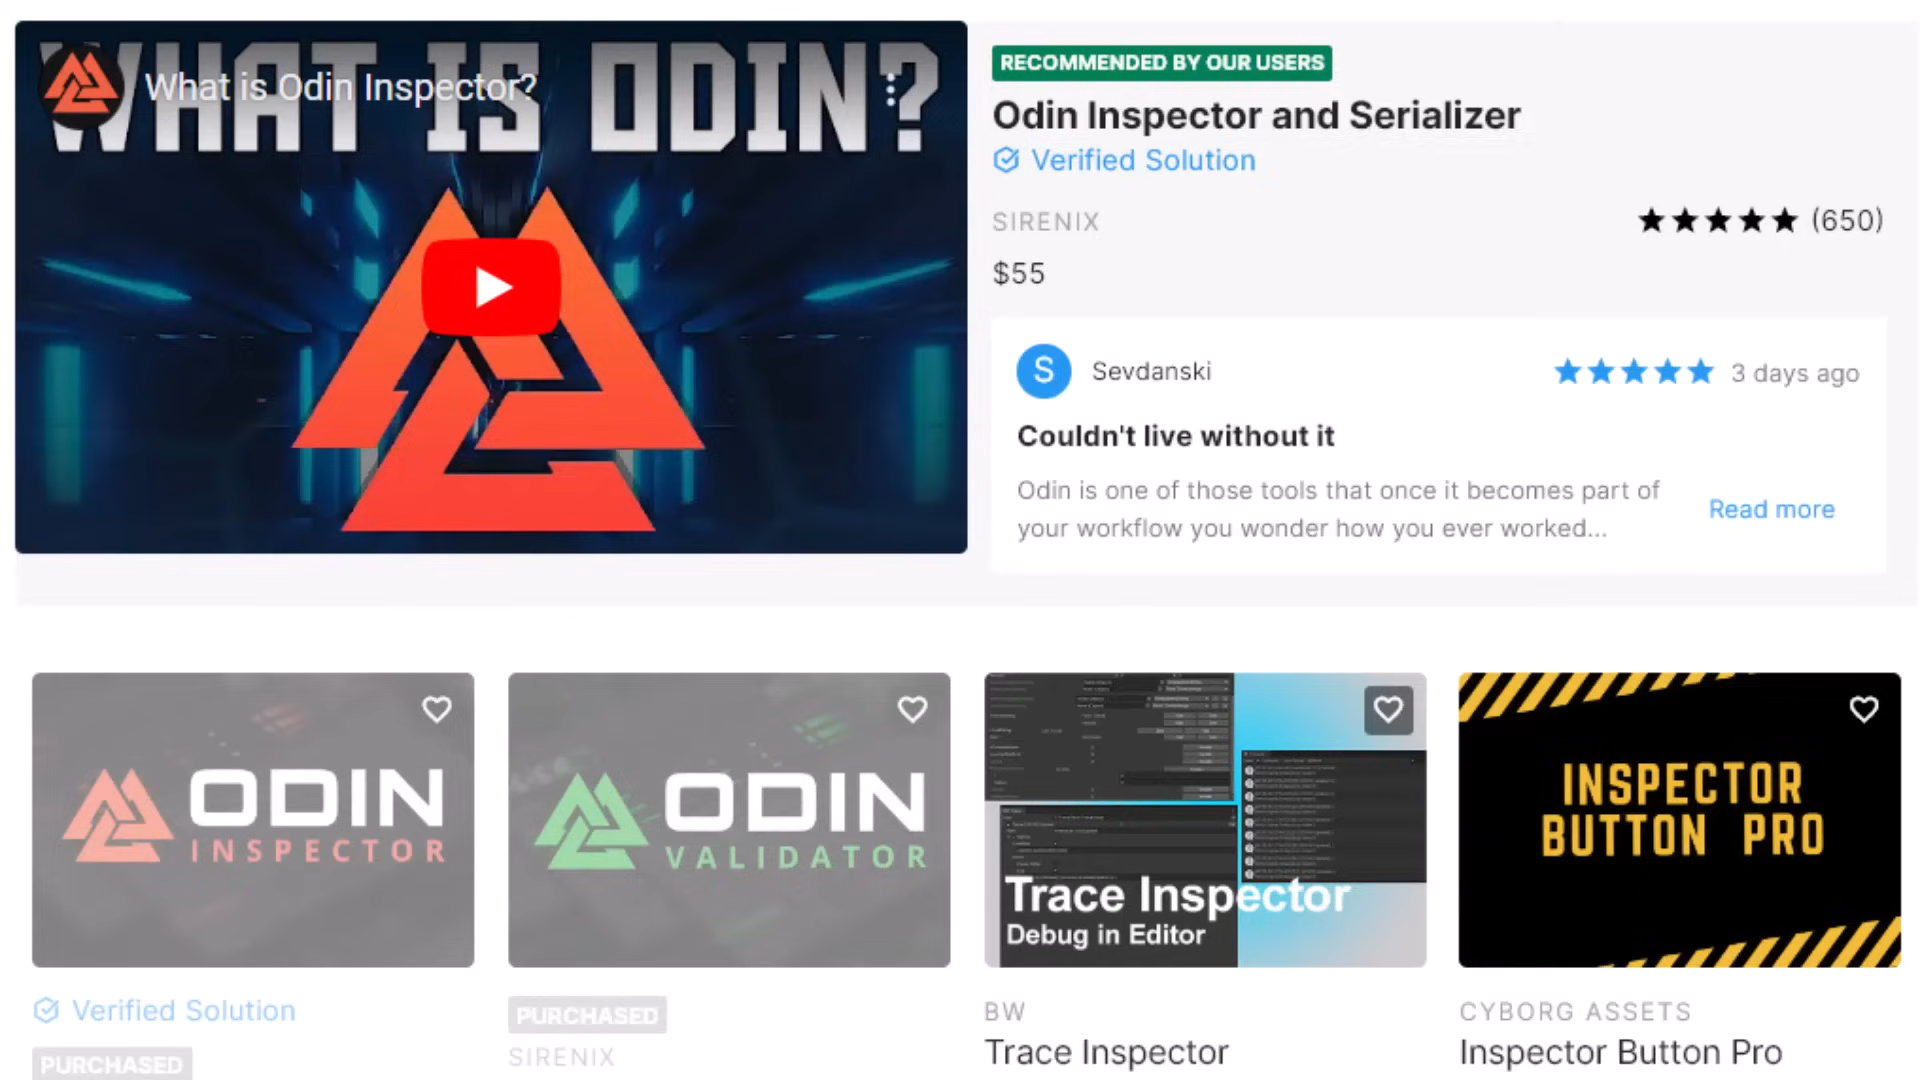 WHAT IS ODIN?
What is Odin Inspector?
RECOMMENDED BY OUR USERS
Odin Inspector and Serializer
Verified Solution
SIRENIX
(650)
$55
S
Sevdanski
3 days ago
Couldn't live without it
Odin is one of those tools that once it becomes part of
your workflow you wonder how you ever worked...
Read more
ODIN
INSPECTOR
Verified Solution
PURCHASED
ODIN
VALIDATOR
PURCHASED
SIRENIX
Trace Inspector
Debug in Editor
BW
Trace Inspector
INSPECTOR
BUTTON PRO
CYBORG ASSETS
Inspector Button Pro